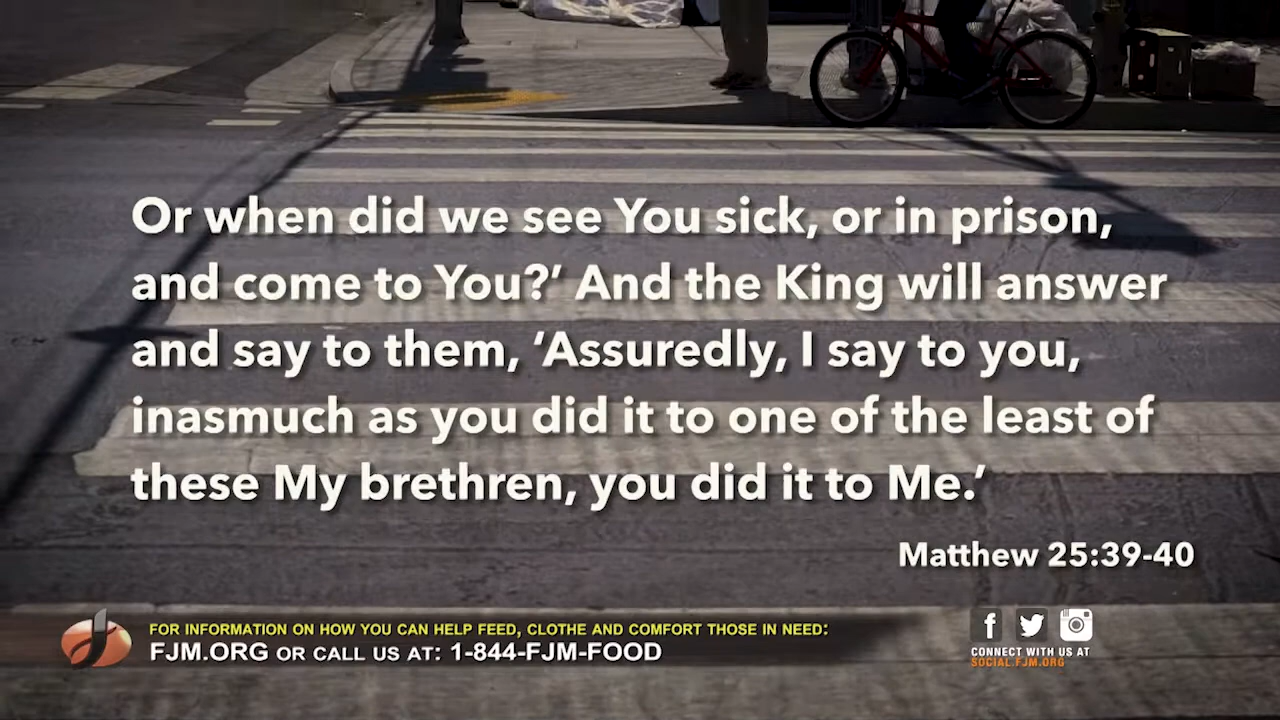 Or when did we see You sick, or in prison,
and come to You?’ And the King will answer
and say to them, ‘Assuredly, I say to you,
inasmuch as you did it to one of the least of
these My brethren, you did it to Me.’
Matthew 25:39-40
FOR INFORMATION ON HOW YOU CAN HELP FEED, CLOTHE AND COMFORT THOSE IN NEED:
FJM.ORG OR CALL US AT: 1-844-FJM-FOOD
CONNECT WITH US AT
SOCIAL.FJM.ORG